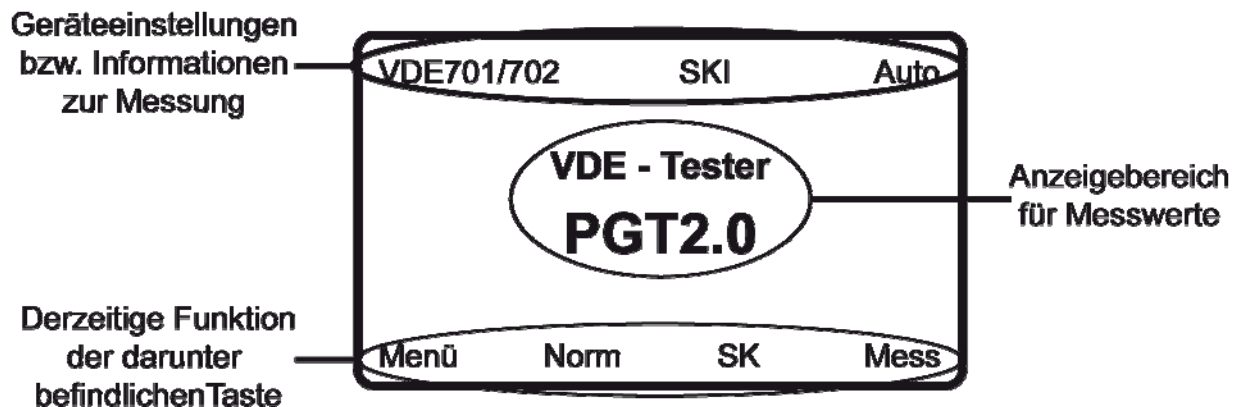 Geräteeinstellungen
bzw. Informationen
zur Messung
VDE701/702 SKI Auto
VDE - Tester
PGT2.0
Anzeigebereich
für Messwerte
Derzeitige Funktion
der darunter
befindlichenTaste
Menü Norm SK Mess